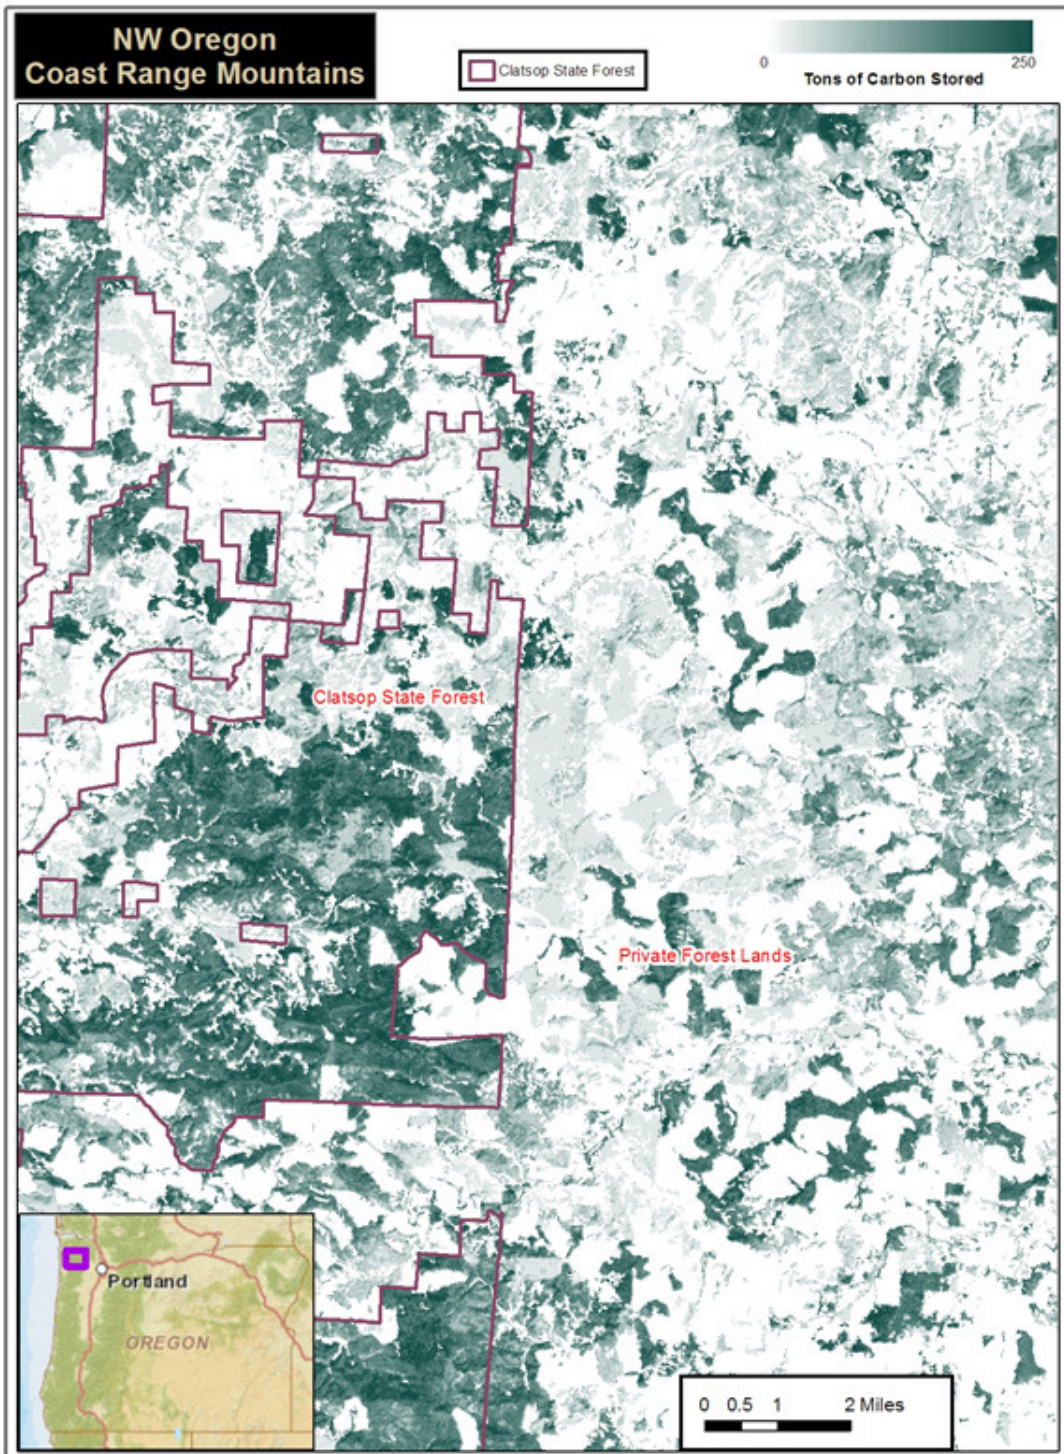 NW Oregon
Coast Range Mountains
Clatsop State Forest
0 250
Tons of Carbon Stored
Clatsop State Forest
Private Forest Lands
Portland
OREGON
0 0.5 1 2 Miles